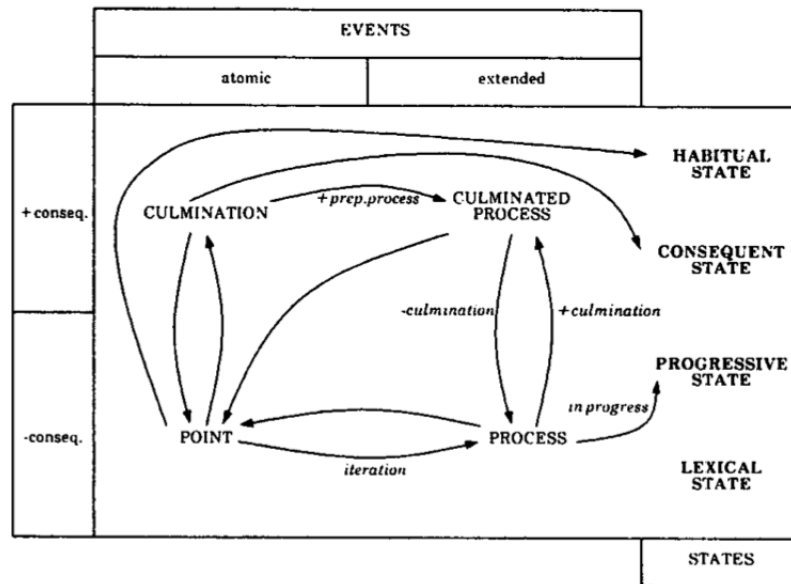 EVENTS
atomic extended
HABITUAL
STATE
+prep.process
CULMINATION CULMINATED
PROCESS
+conseq.
CONSEQUENT
STATE
-culmination +culmination
PROGRESSIVE
STATE
in progress
-conseq.
POINT PROCESS
iteration
LEXICAL
STATE
STATES